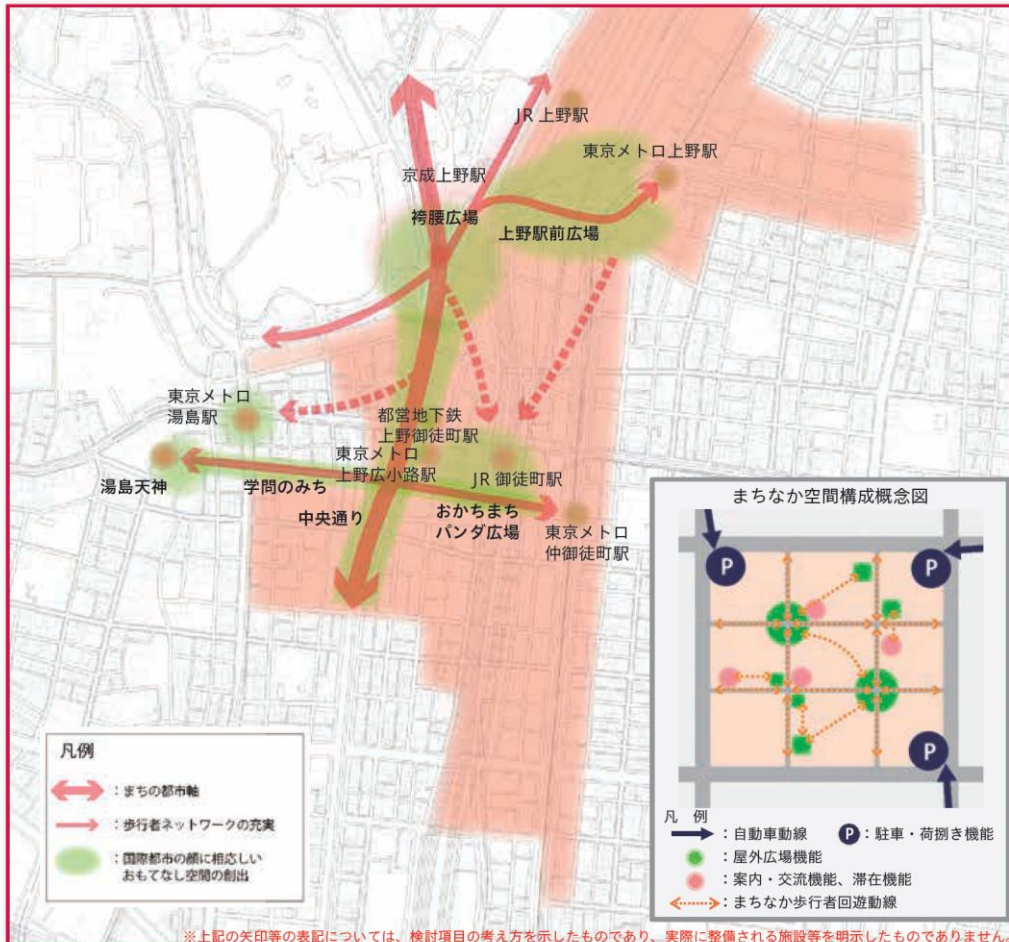 JR 上野駅
東京メトロ上野駅
京成上野駅
袴腰広場
上野駅前広場
東京メトロ
湯島駅
都営地下鉄
上野御徒町駅
東京メトロ
上野広小路駅
JR 御徒町駅
湯島天神
学問のみち
中央通り
おかちまち
パンダ広場
東京メトロ
仲御徒町駅
まちなか空間構成概念図
P
P
P
凡 例
：自動車動線
P ：駐車・荷捌き機能
：屋外広場機能
：案内・交流機能、滞在機能
：まちなか歩行者回遊動線
凡例
：まちの都市軸
：歩行者ネットワークの充実
：国際都市の顔に相応しい
おもてなし空間の創出
※上記の矢印等の表記については、検討項目の考え方を示したものであり、実際に整備される施設等を明示したものでありません。